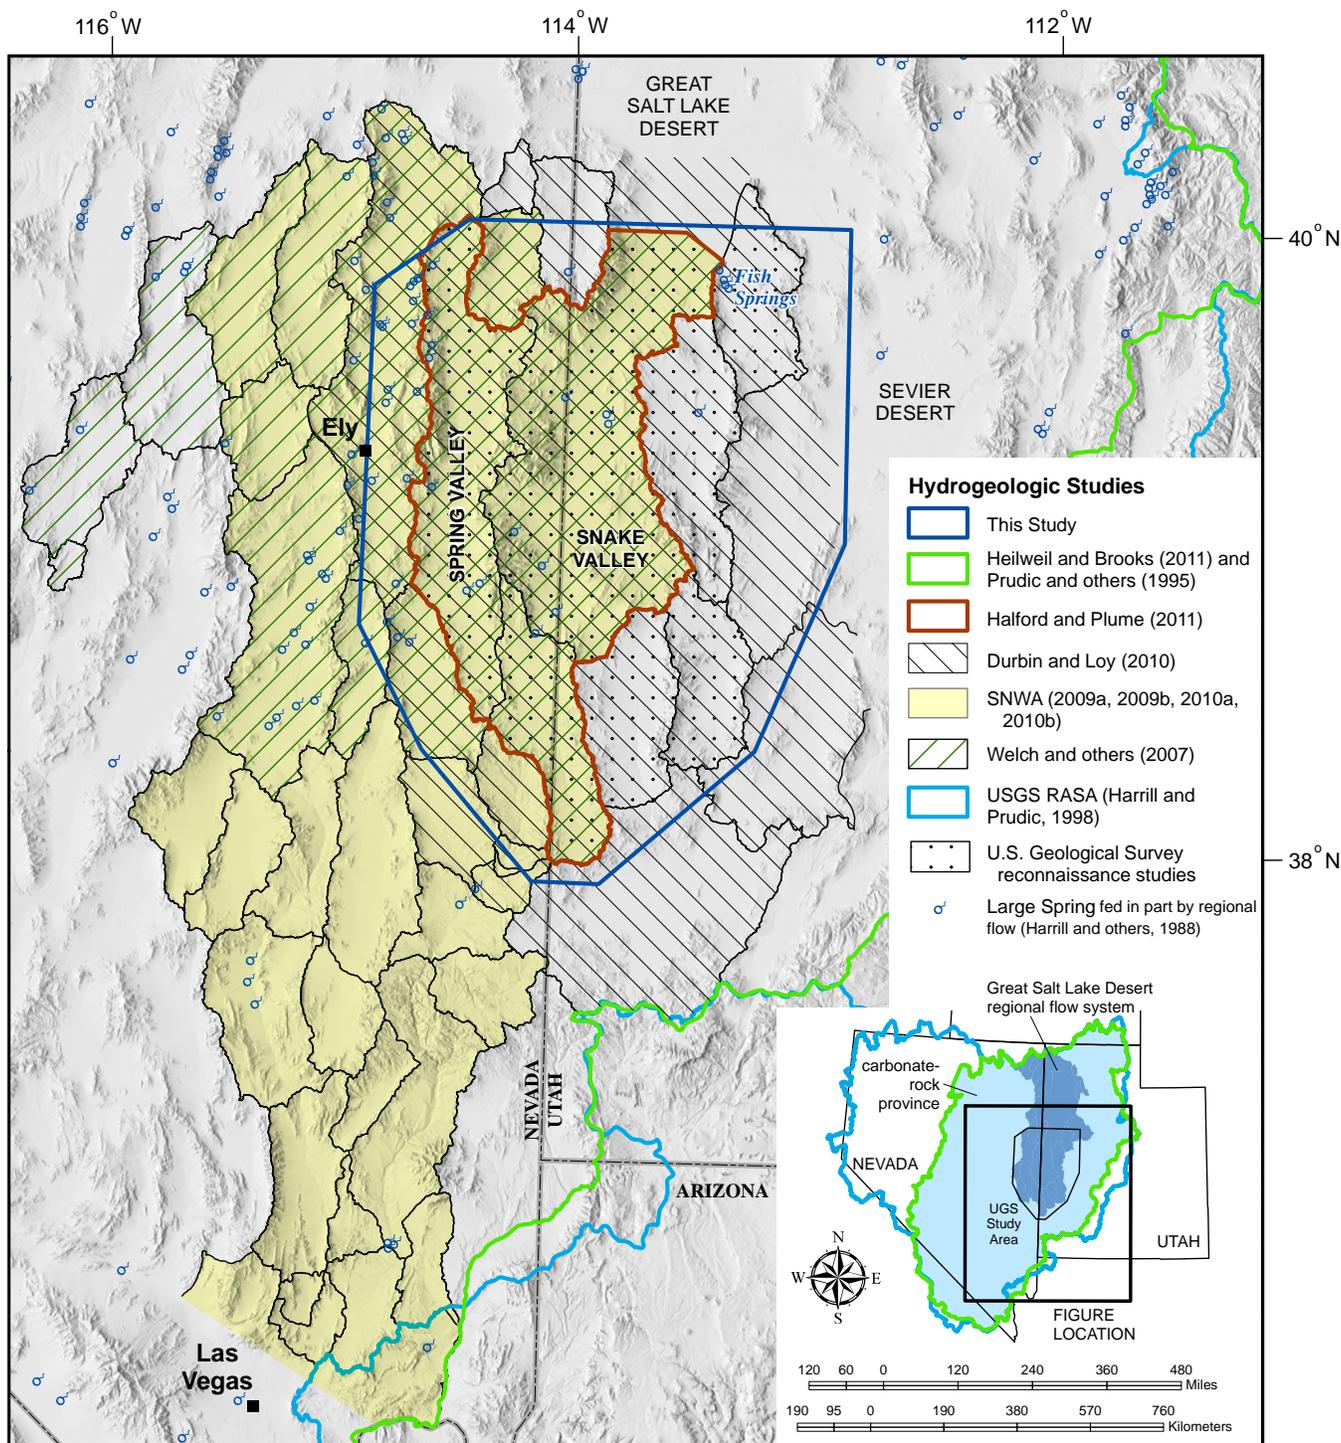 116° W
114° W
112° W
GREAT
SALT LAKE
DESERT
40° N
Fish
Springs
SEVIER
DESERT
Ely
SPRING VALLEY
SNAKE
VALLEY
Hydrogeologic Studies
This Study
Heilweil and Brooks (2011) and
Prudic and others (1995)
Halford and Plume (2011)
Durbin and Loy (2010)
SNWA (2009a, 2009b, 2010a,
2010b)
Welch and others (2007)
USGS RASA (Harrill and
Prudic, 1998)
U.S. Geological Survey
reconnaissance studies
Large Spring fed in part by regional
flow (Harrill and others, 1988)
38° N
Great Salt Lake Desert
regional flow system
carbonate-
rock
province
NEVADA
UGS
Study
Area
UTAH
N
W E
S
FIGURE
LOCATION
120 60 0 120 240 360 480
Miles
190 95 0 190 380 570 760
Kilometers
NEVADA
UTAH
ARIZONA
Las
Vegas